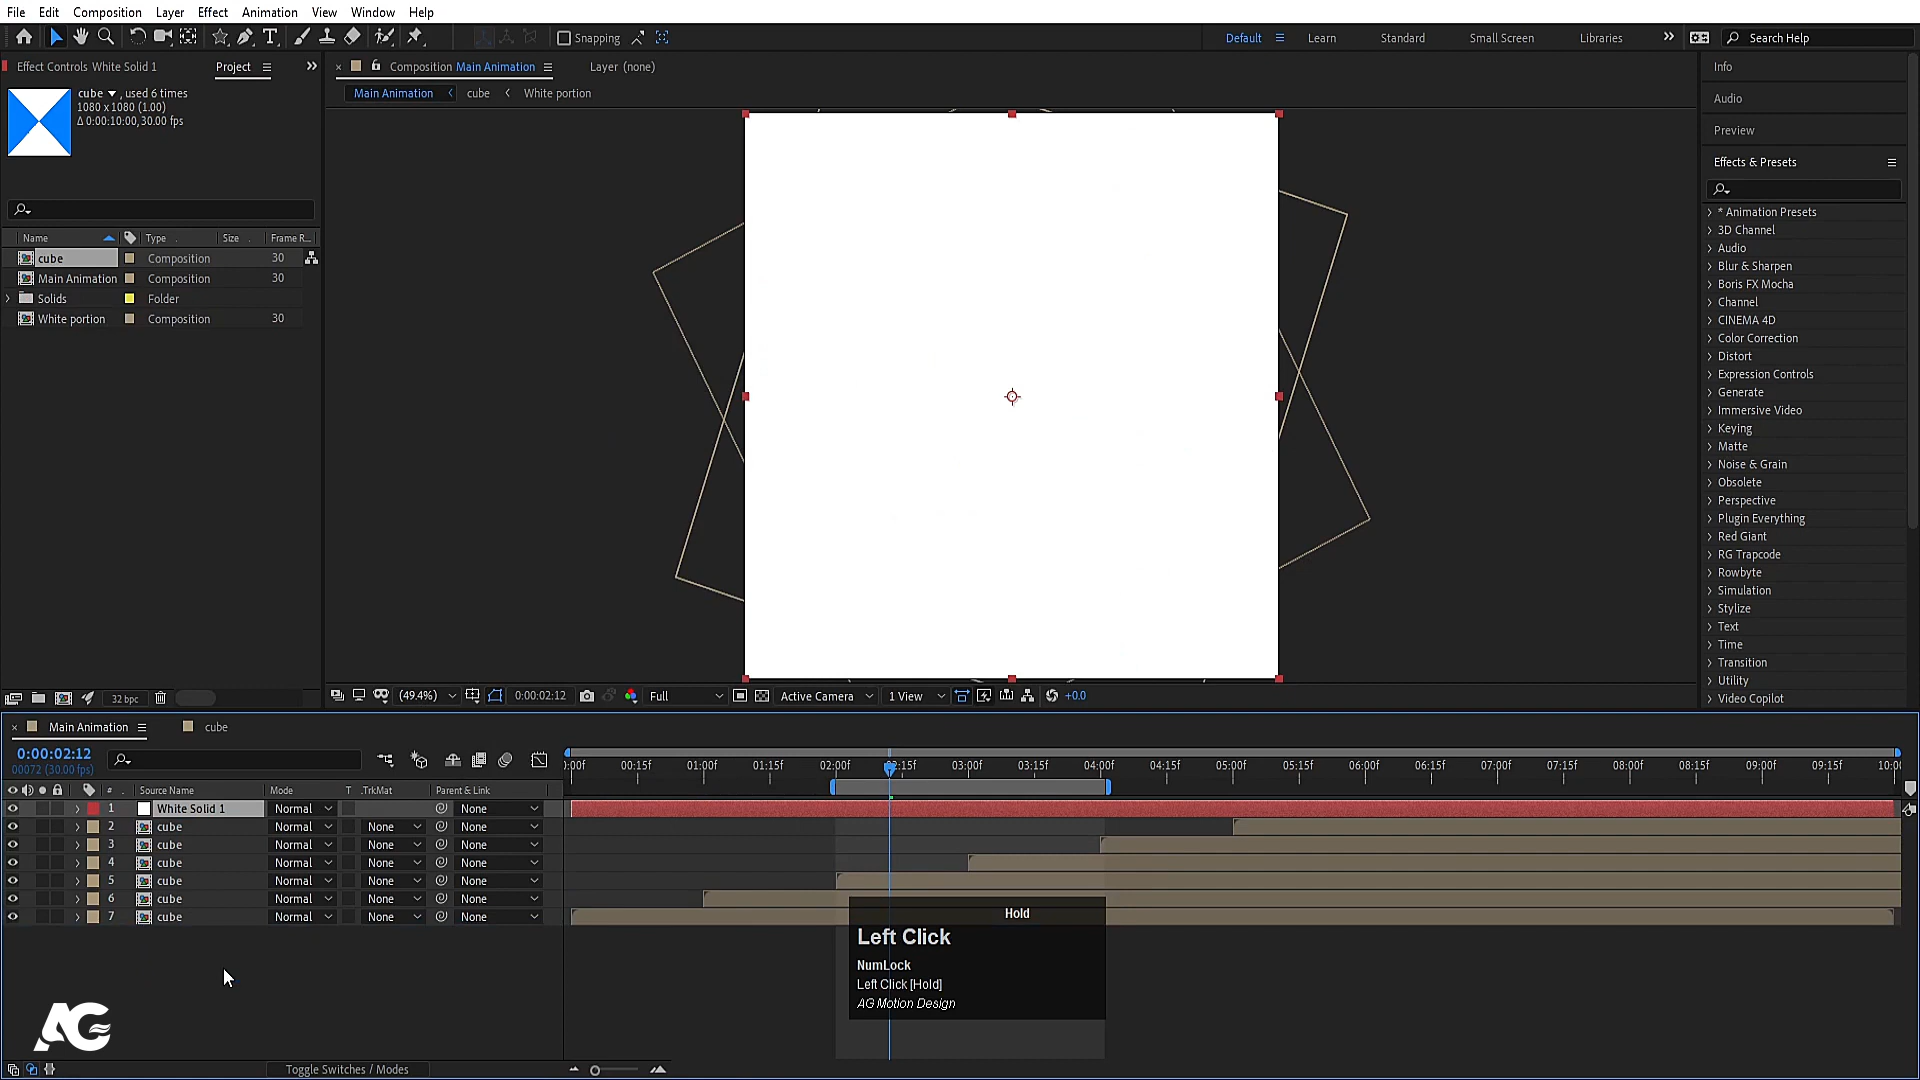 File Edit Composition Layer Effect Animation View Window Help
Snapping Default Learn Standard Small Screen Libraries Search Help
Effect Controls White Solid 1 Project
cube , used 6 times
1080 x 1080 (1.00)
Δ 0:00:10:00, 30.00 fps
Name Type Size Frame R...
cube Composition 30
Main Animation Composition 30
Solids Folder
White portion Composition 30
32 bpc
Composition Main Animation Layer (none)
Main Animation cube White portion
(49.4%) 0:00:02:12 Full Active Camera 1 View +0.0
Info
Audio
Preview
Effects & Presets
* Animation Presets
3D Channel
Audio
Blur & Sharpen
Boris FX Mocha
Channel
CINEMA 4D
Color Correction
Distort
Expression Controls
Generate
Immersive Video
Keying
Matte
Noise & Grain
Obsolete
Perspective
Plugin Everything
Red Giant
RG Trapcode
Rowbyte
Simulation
Stylize
Text
Time
Transition
Utility
Video Copilot
Main Animation cube
0:00:02:12
00072 (30.00 fps)
:00f 00:15f 01:00f 01:15f 02:00f 02:15f 03:00f 03:15f 04:00f 04:15f 05:00f 05:15f 06:00f 06:15f 07:00f 07:15f 08:00f 08:15f 09:00f 09:15f 10:00
# Source Name Mode T .TrkMat Parent & Link
1 White Solid 1 Normal None
2 cube Normal None None
3 cube Normal None None
4 cube Normal None None
5 cube Normal None None
6 cube Normal None None
7 cube Normal None None
Hold
Left Click
NumLock
Left Click [Hold]
AG Motion Design
AG
Toggle Switches / Modes